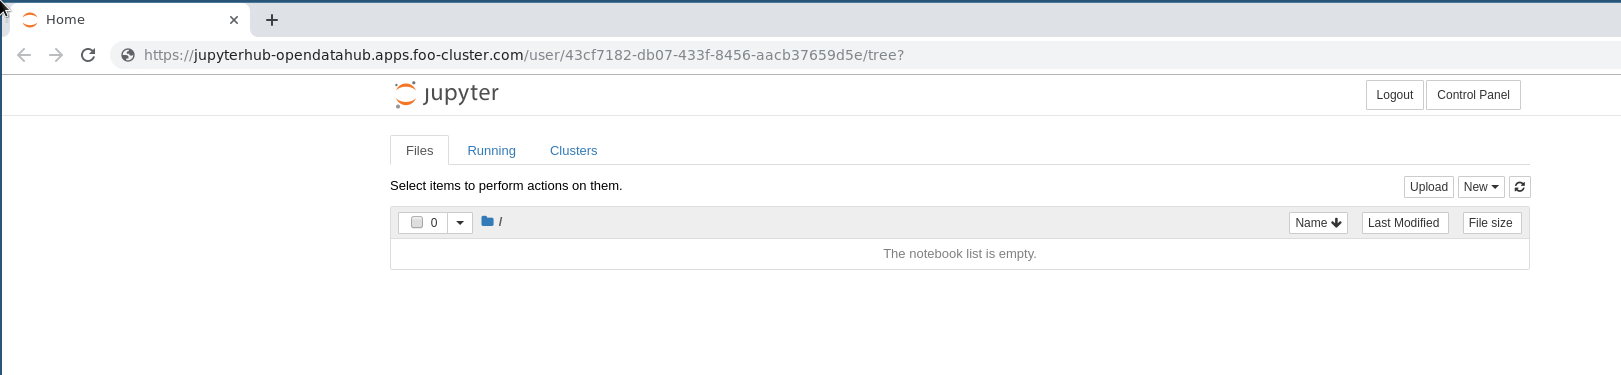 Home
https://jupyterhub-opendatahub.apps.foo-cluster.com/user/43cf7182-db07-433f-8456-aacb37659d5e/tree?
jupyter Logout Control Panel
Files Running Clusters
Select items to perform actions on them. Upload New
0 / Name Last Modified File size
The notebook list is empty.